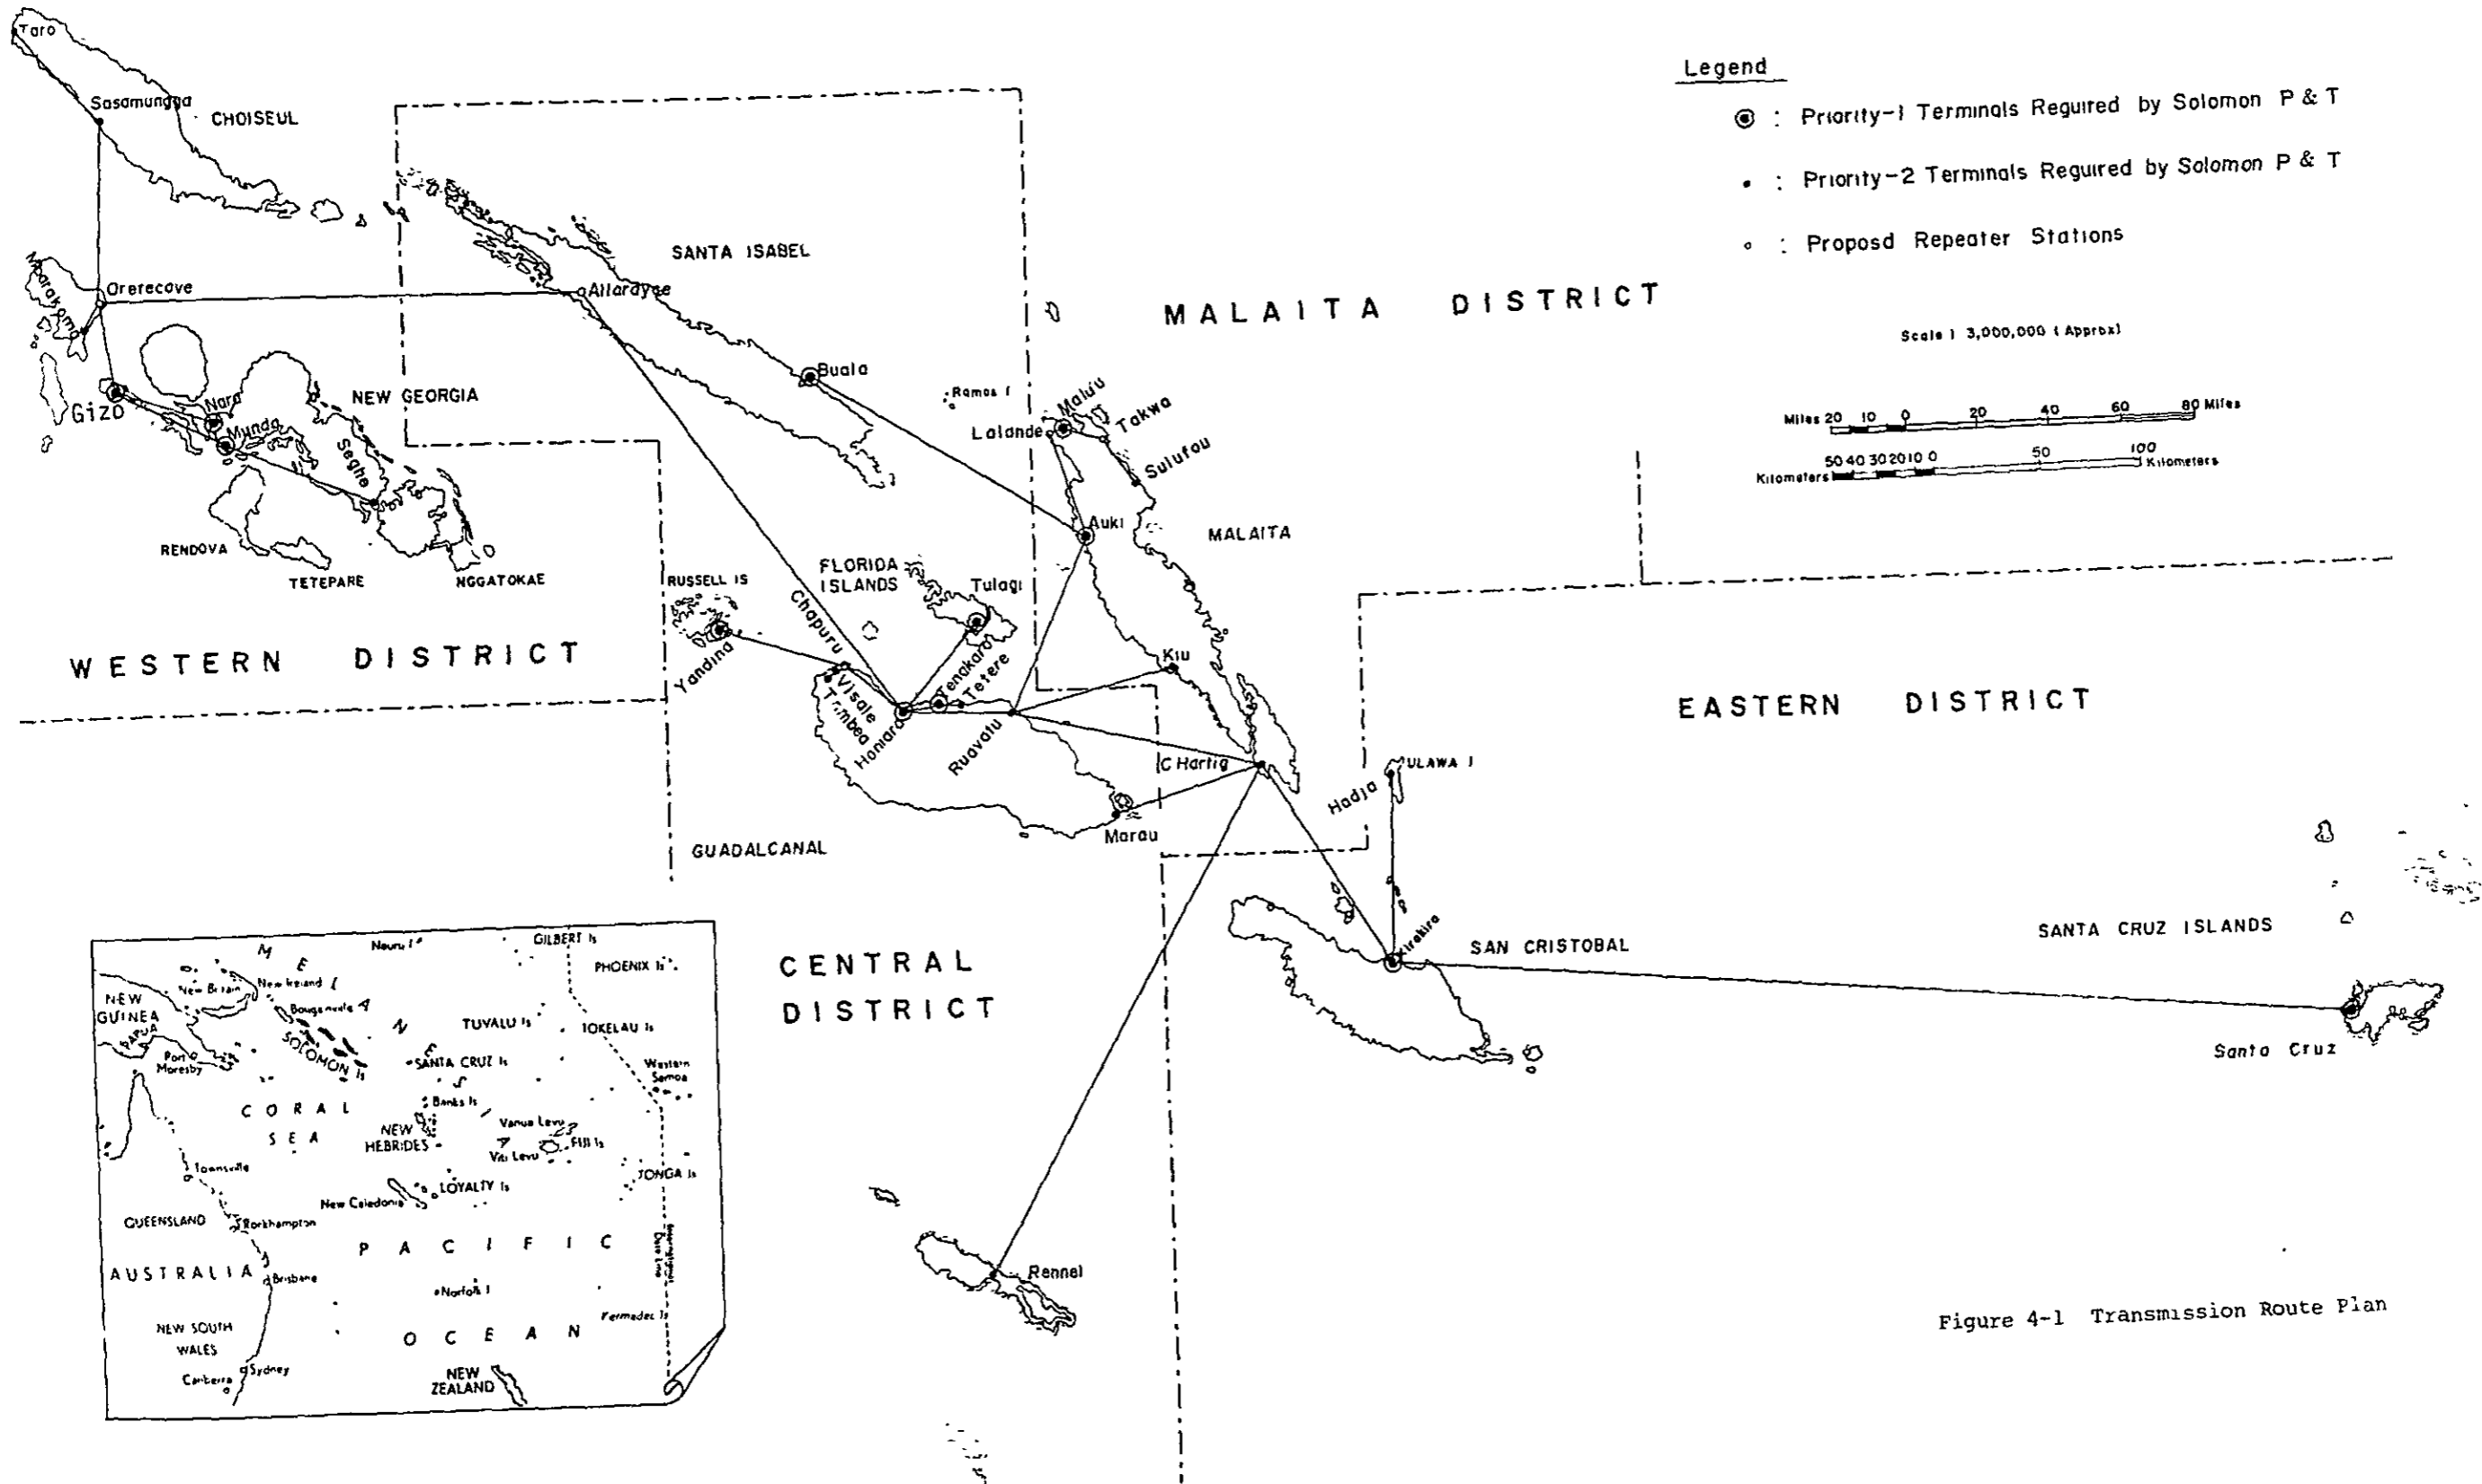 Taro
Sasamungga
CHOISEUL
Legend
: Priority-1 Terminals Reguired by Solomon P & T
: Priority-2 Terminals Reguired by Solomon P & T
: Proposd Repeater Stations
SANTA ISABEL
Orerecove
Allardyce
MALAITA DISTRICT
Scale 1 3,000,000 (Approx)
Miles 20 10 0 20 40 60 80 Miles
Kilometers 50 40 30 20 10 0 50 100 Kilometers
Buala
Ramos I
Malu'u
Takwa
Lalande
Sulufou
Gizo
Nara
Munda
NEW GEORGIA
Seghe
Auki
MALAITA
RENDOVA
TETEPARE
NGGATOKAE
RUSSELL IS
FLORIDA
ISLANDS
Tulagi
Chapuru
Yandina
Visale
Tenakaro
Tetere
Kiu
WESTERN DISTRICT
Honiara
Ruavatu
EASTERN DISTRICT
C Hartig
ULAWA I
Hadja
Marau
GUADALCANAL
Kirakira
SAN CRISTOBAL
SANTA CRUZ ISLANDS
Santa Cruz
CENTRAL
DISTRICT
Rennel
M E
Nauru I
GILBERT Is
PHOENIX Is
NEW
GUINEA
PAPUA
New Britain
New Ireland
Bougainville
A
N
E
SOLOMON Is
Port
Moresby
TUVALU Is
TOKELAU Is
SANTA CRUZ Is
S
Western
Samoa
CORAL
SEA
Banks Is
NEW
HEBRIDES
Vanua Levu
Viti Levu
FIJI Is
TONGA Is
Townsville
New Caledonia
LOYALTY Is
QUEENSLAND
Rorkhampton
International
Date Line
PACIFIC
AUSTRALIA
Brisbane
Norfolk I
Kermadec Is
NEW SOUTH
WALES
OCEAN
Sydney
Canberra
NEW
ZEALAND
Figure 4-1 Transmission Route Plan